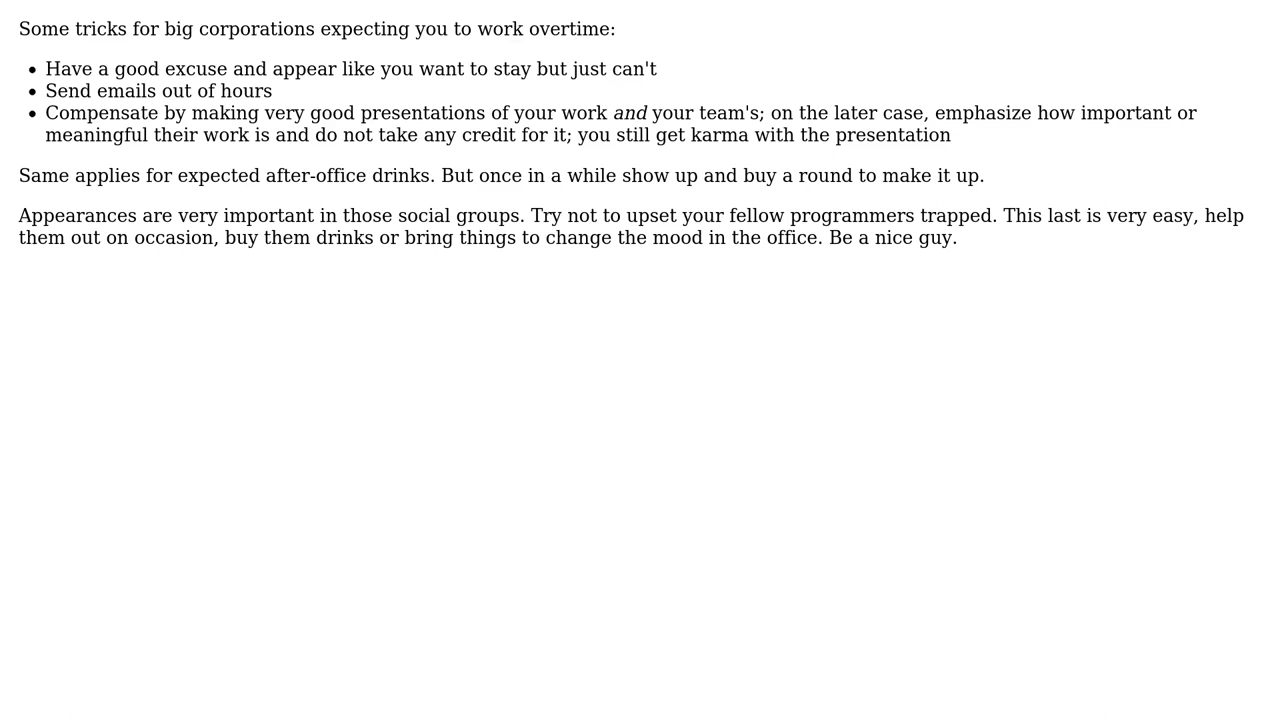 Some tricks for big corporations expecting you to work overtime:
• Have a good excuse and appear like you want to stay but just can't
• Send emails out of hours
• Compensate by making very good presentations of your work and your team's; on the later case, emphasize how important or
meaningful their work is and do not take any credit for it; you still get karma with the presentation
Same applies for expected after-office drinks. But once in a while show up and buy a round to make it up.
Appearances are very important in those social groups. Try not to upset your fellow programmers trapped. This last is very easy, help
them out on occasion, buy them drinks or bring things to change the mood in the office. Be a nice guy.